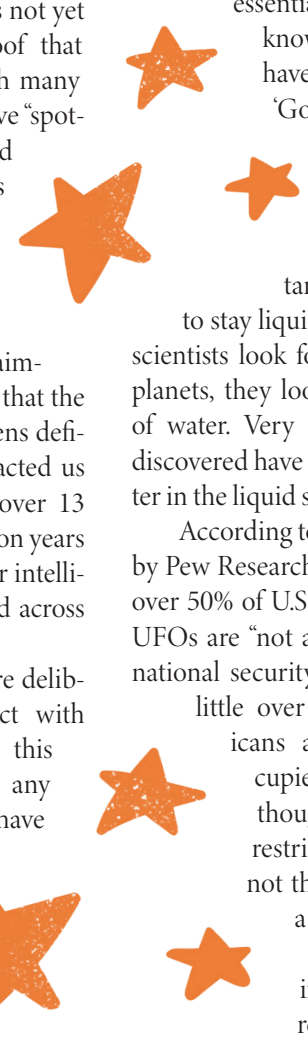 s not yet
oof that
h many
ve “spot-
d
s
aim-
that the
ens defi-
acted us
over 13
on years
r intelli-
d across
re delib-
ct with
this
any
have
essentia
know
have
‘Go
tan
to stay liqui
scientists look fo
planets, they loo
of water. Very
discovered have
ter in the liquid s
According to
by Pew Research
over 50% of U.S
UFOs are “not a
national security
little over
icans a
cupie
thou
restri
not th
a
i
re